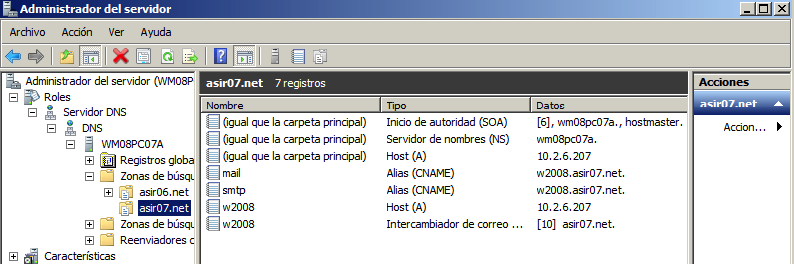 Administrador del servidor
Archivo Acción Ver Ayuda
Administrador del servidor (WM08P
Roles
Servidor DNS
DNS
WM08PC07A
Registros globa
Zonas de búsqu
asir06.net
asir07.net
Zonas de búsqu
Reenviadores c
Características
asir07.net 7 registros
Nombre Tipo Datos
(igual que la carpeta principal) Inicio de autoridad (SOA) [6], wm08pc07a., hostmaster.
(igual que la carpeta principal) Servidor de nombres (NS) wm08pc07a.
(igual que la carpeta principal) Host (A) 10.2.6.207
mail Alias (CNAME) w2008.asir07.net.
smtp Alias (CNAME) w2008.asir07.net.
w2008 Host (A) 10.2.6.207
w2008 Intercambiador de correo ... [10] asir07.net.
Acciones
asir07.net
Accion...